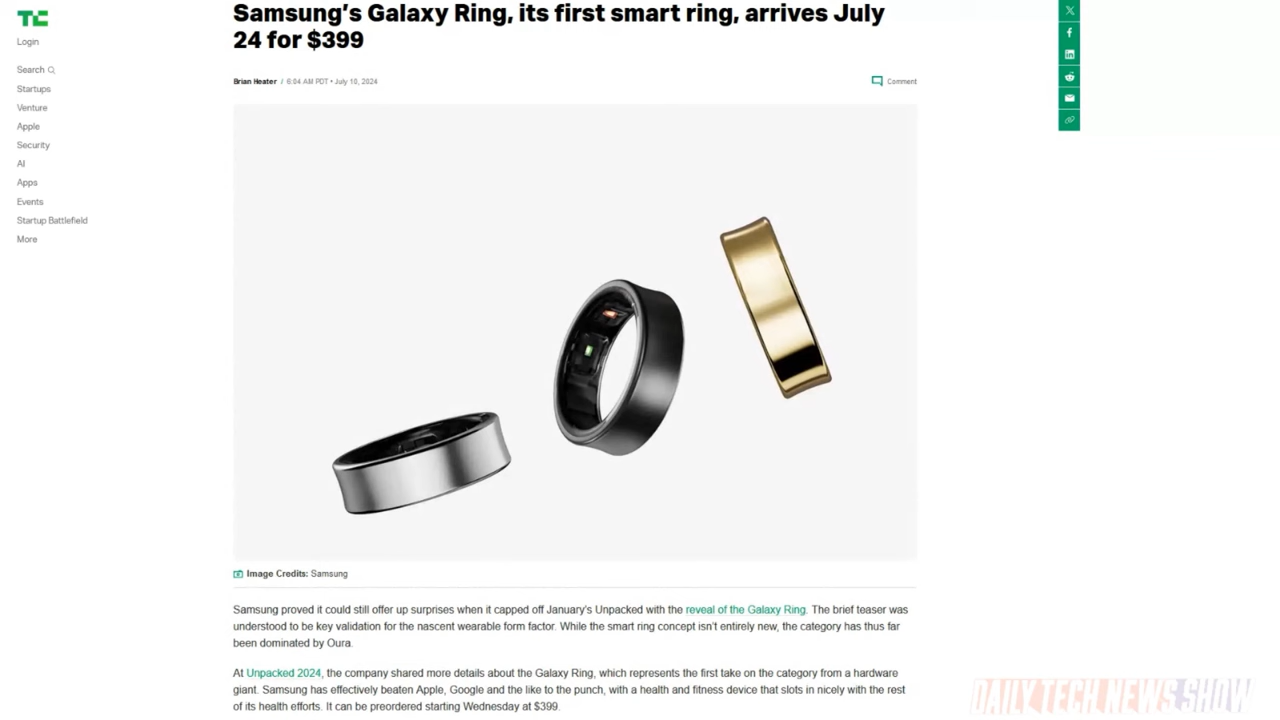 TC
Login
Search
Startups
Venture
Apple
Security
AI
Apps
Events
Startup Battlefield
More
Samsung's Galaxy Ring, its first smart ring, arrives July
24 for $399
Brian Heater / 6:04 AM PDT • July 10, 2024
Comment
Image Credits: Samsung
Samsung proved it could still offer up surprises when it capped off January's Unpacked with the reveal of the Galaxy Ring. The brief teaser was
understood to be key validation for the nascent wearable form factor. While the smart ring concept isn't entirely new, the category has thus far
been dominated by Oura.
At Unpacked 2024, the company shared more details about the Galaxy Ring, which represents the first take on the category from a hardware
giant. Samsung has effectively beaten Apple, Google and the like to the punch, with a health and fitness device that slots in nicely with the rest
of its health efforts. It can be preordered starting Wednesday at $399.
DAILY TECH NEWS SHOW